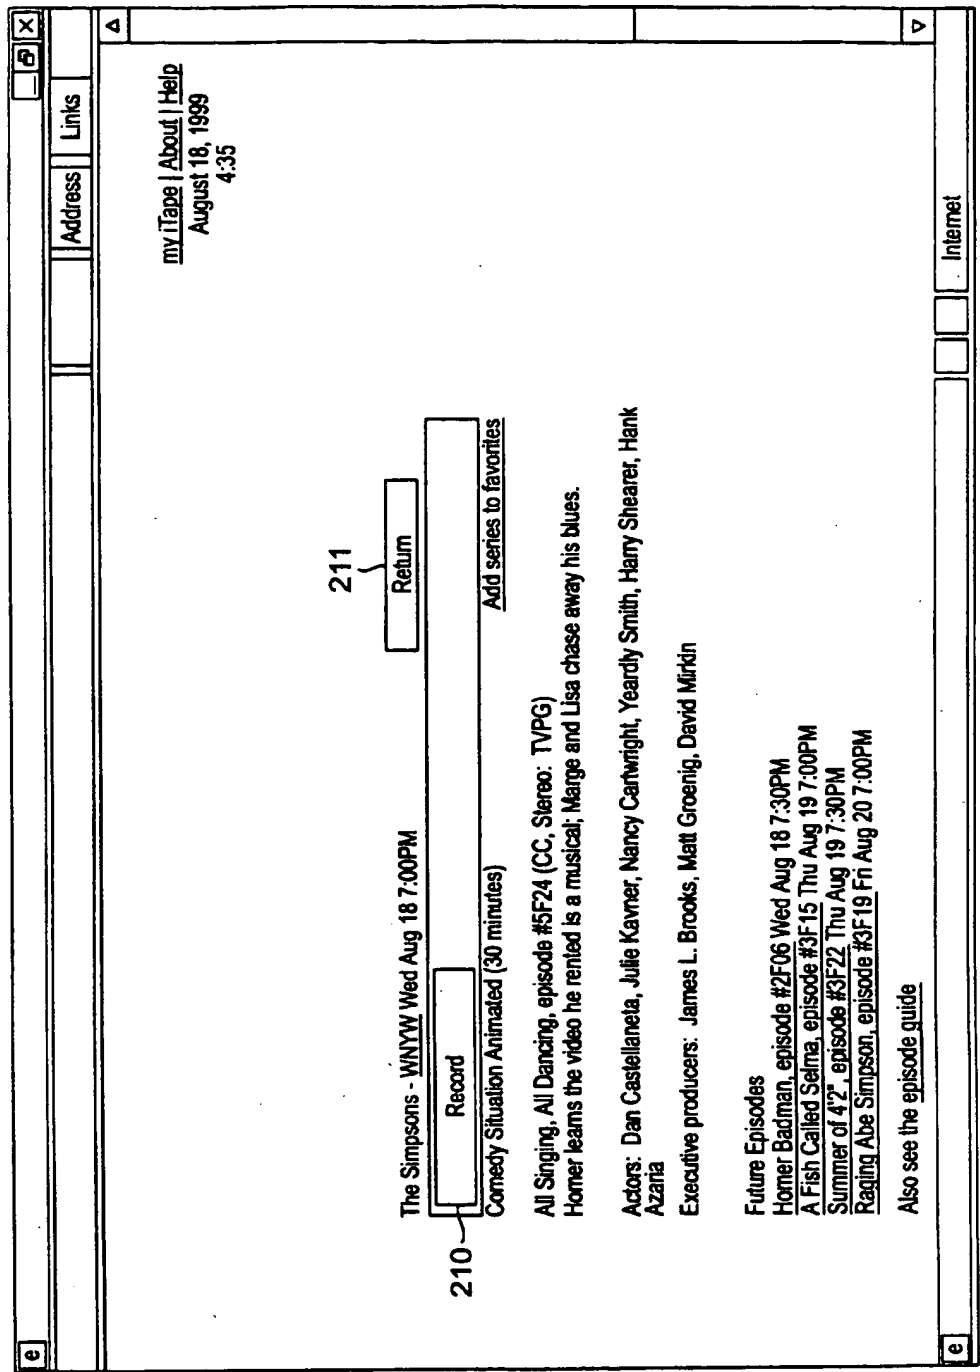 e
Address Links
my iTape | About | Help
August 18, 1999
4:35
211
Return
The Simpsons - WNYW Wed Aug 18 7:00PM
210
Record
Comedy Situation Animated (30 minutes)
Add series to favorites
All Singing, All Dancing, episode #5F24 (CC, Stereo: TVPG)
Homer learns the video he rented is a musical; Marge and Lisa chase away his blues.
Actors: Dan Castellaneta, Julie Kavner, Nancy Cartwright, Yeardly Smith, Harry Shearer, Hank
Azaria
Executive producers: James L. Brooks, Matt Groenig, David Mirkin
Future Episodes
Homer Badman, episode #2F06 Wed Aug 18 7:30PM
A Fish Called Selma, episode #3F15 Thu Aug 19 7:00PM
Summer of 4'2", episode #3F22 Thu Aug 19 7:30PM
Raging Abe Simpson, episode #3F19 Fri Aug 20 7:00PM
Also see the episode guide
e
Internet